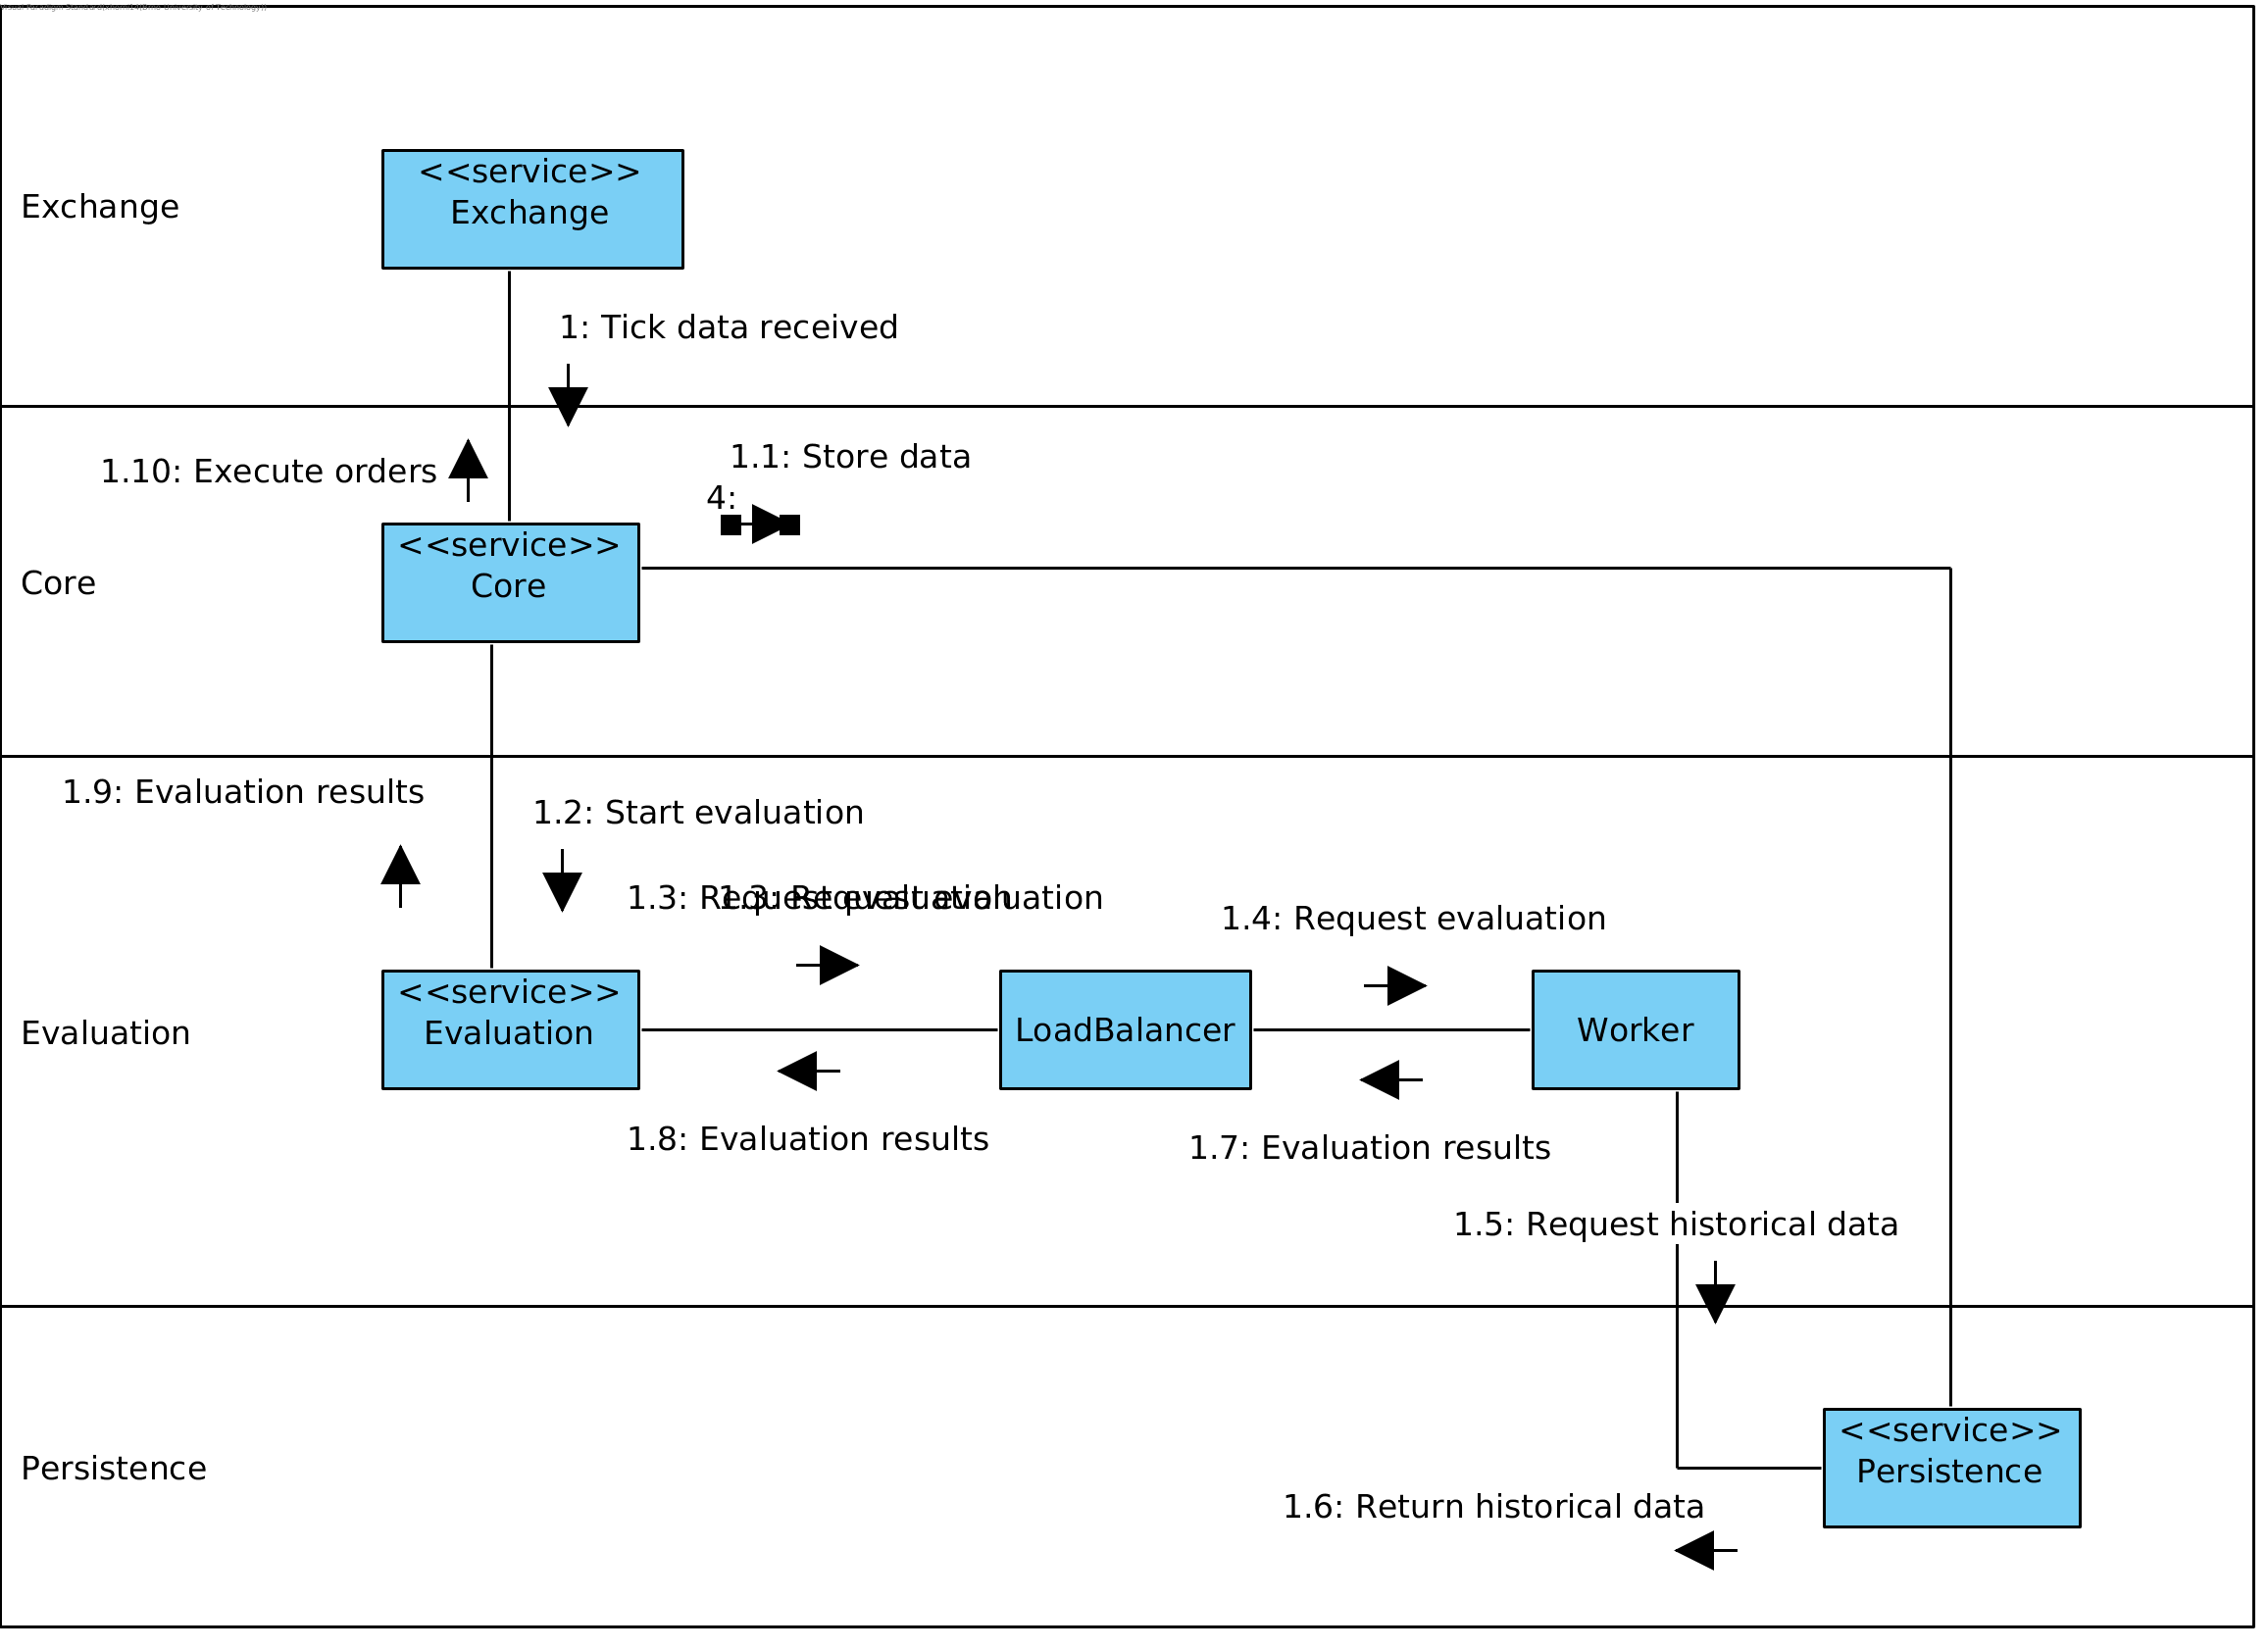 <<service>>
Exchange
Exchange
1: Tick data received
1.10: Execute orders
1.1: Store data
4:
<<service>>
Core
Core
1.9: Evaluation results
1.2: Start evaluation
1.3: Request evaluation
1.3: Request evaluation
1.4: Request evaluation
<<service>>
Evaluation
Evaluation
LoadBalancer
Worker
1.8: Evaluation results
1.7: Evaluation results
1.5: Request historical data
<<service>>
Persistence
Persistence
1.6: Return historical data